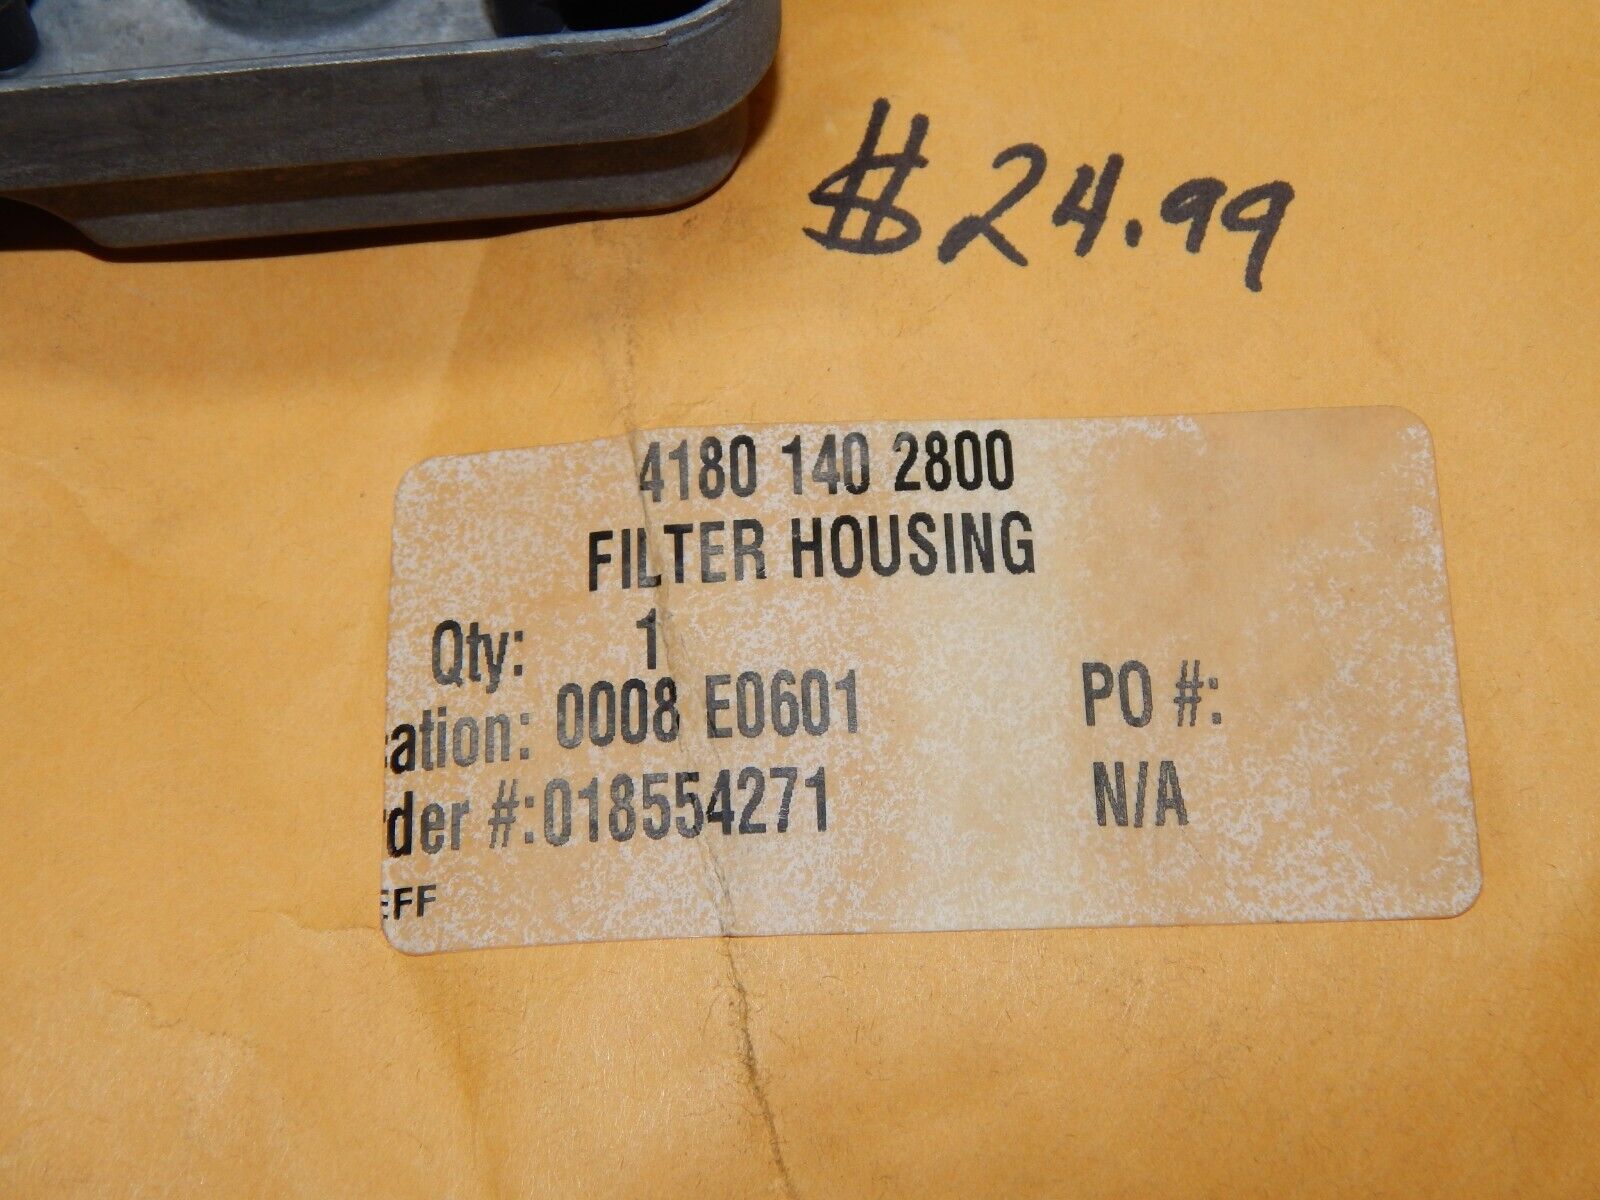 $24.99
4180 140 2800
FILTER HOUSING
Qty: 1
cation: 0008 E0601 PO #:
rder #:018554271 N/A
EFF